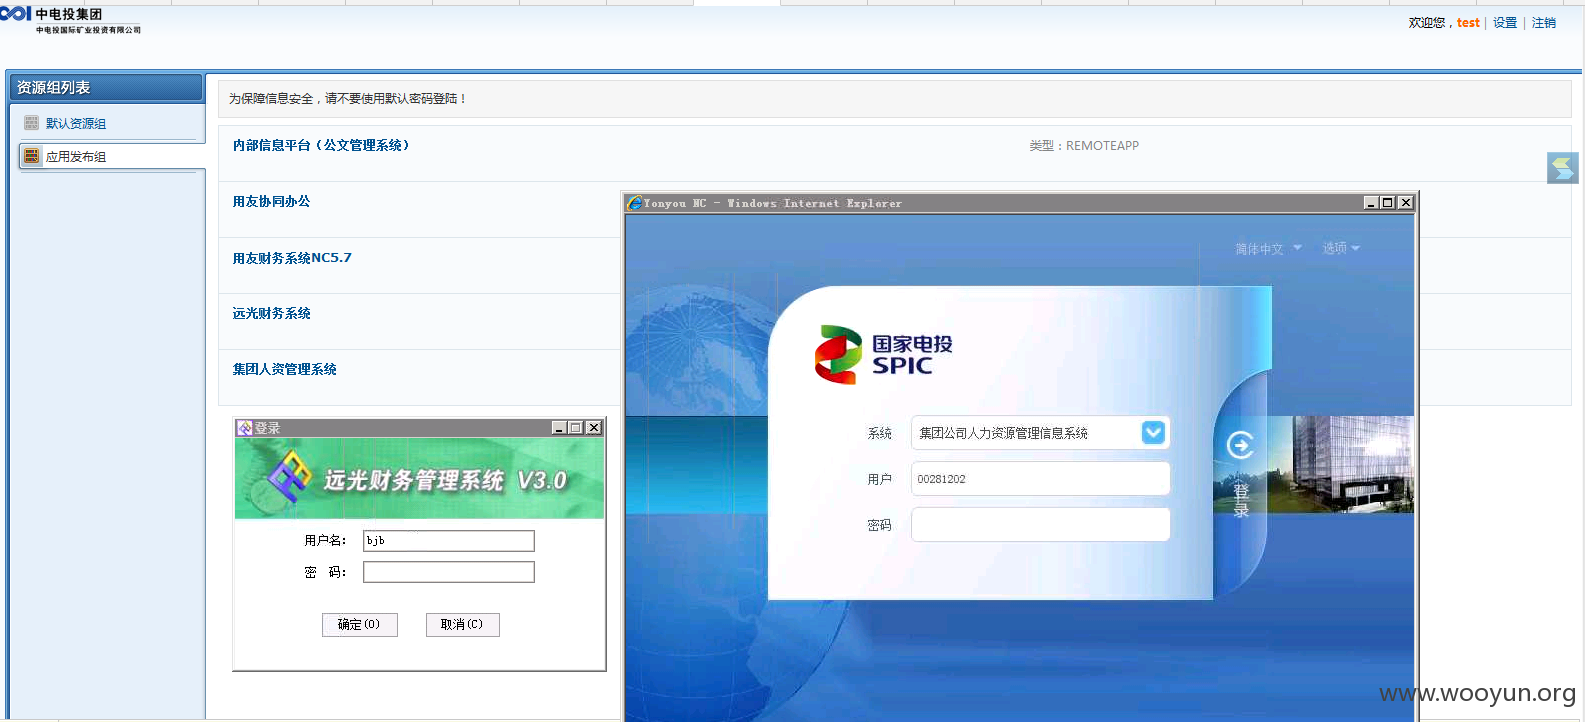 中电投集团
中电投国际矿业投资有限公司
欢迎您，test | 设置 | 注销
资源组列表
默认资源组
应用发布组
为保障信息安全，请不要使用默认密码登陆！
内部信息平台（公文管理系统）
类型：REMOTEAPP
用友协同办公
用友财务系统NC5.7
远光财务系统
集团人资管理系统
登录
远光财务管理系统 V3.0
用户名：
bjb
密 码：
确定(O)
取消(C)
Yonyou NC - Windows Internet Explorer
简体中文
选项
国家电投
SPIC
系统
集团公司人力资源管理信息系统
用户
00281202
密码
登录
www.wooyun.org